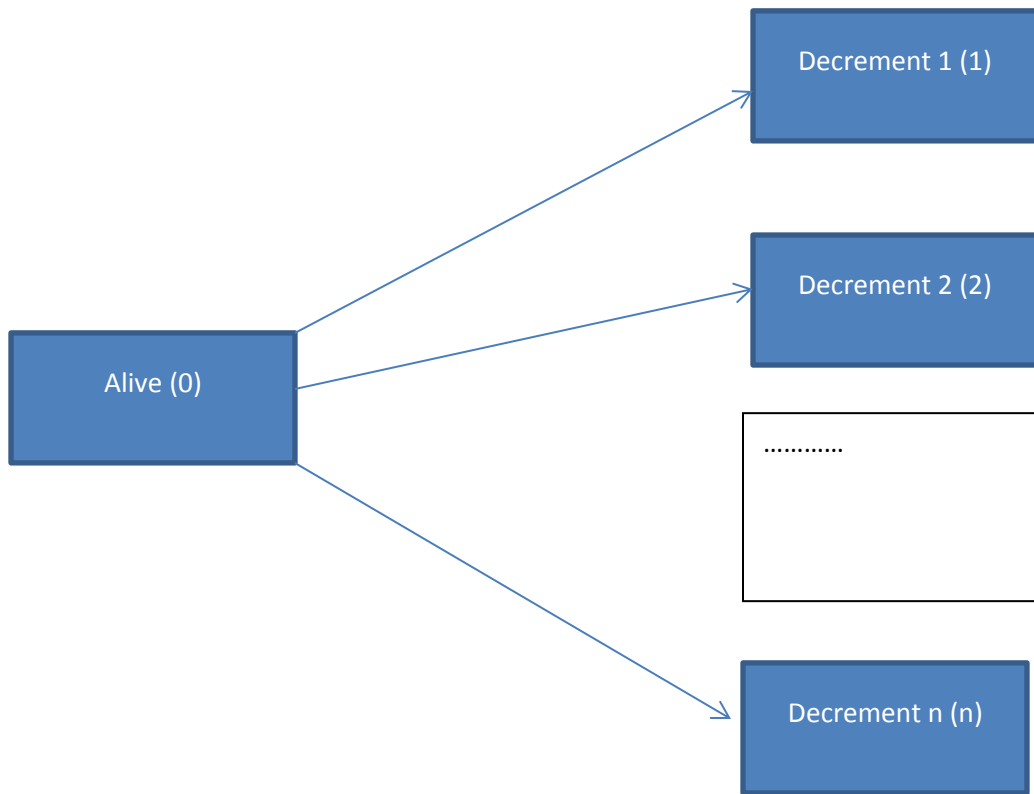 Decrement 1 (1)
Decrement 2 (2)
Alive (0)
…………
Decrement n (n)